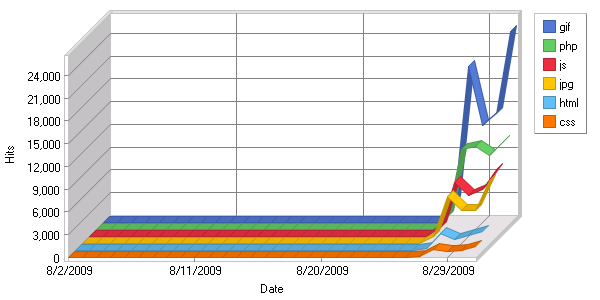 24,000
21,000
18,000
15,000
12,000
9,000
6,000
3,000
0
Hits
8/2/2009 8/11/2009 8/20/2009 8/29/2009
Date
gif
php
js
jpg
html
css